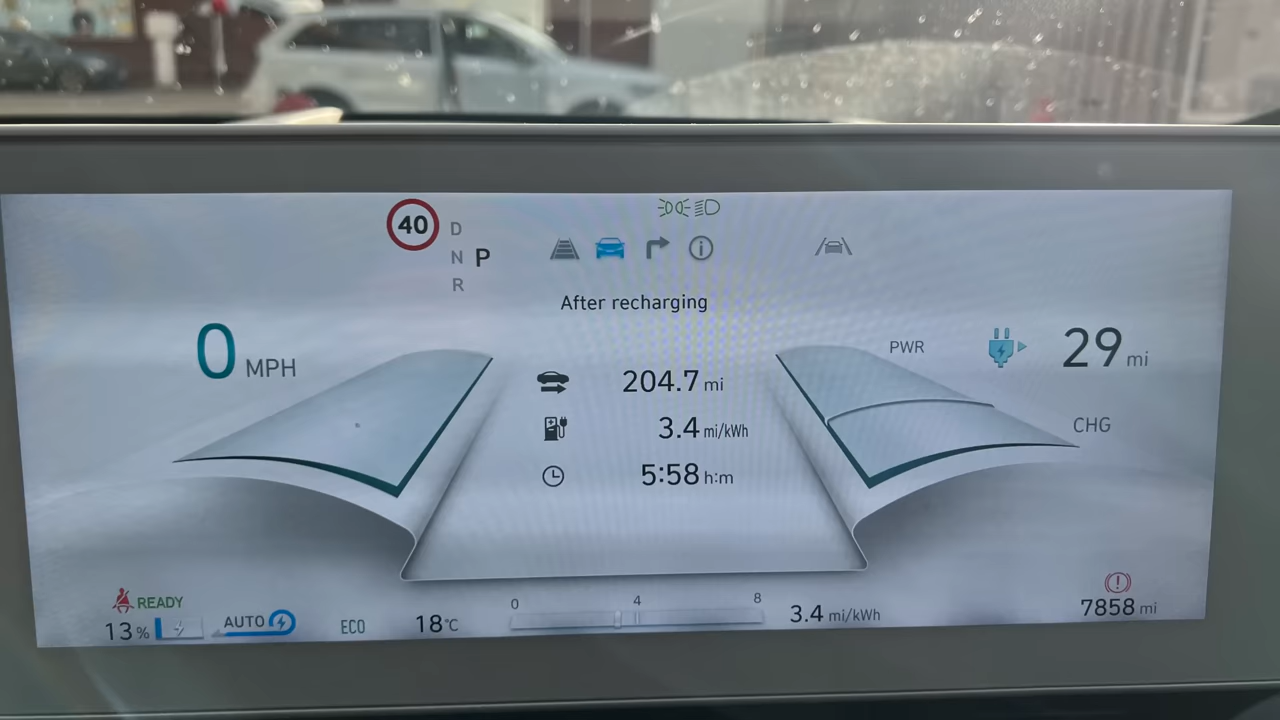 40
D
N P
R
After recharging
0 MPH
204.7 mi
3.4 mi/kWh
5:58 h:m
PWR
29 mi
CHG
READY
13%
AUTO
ECO
18°C
0 4 8
3.4 mi/kWh
7858 mi